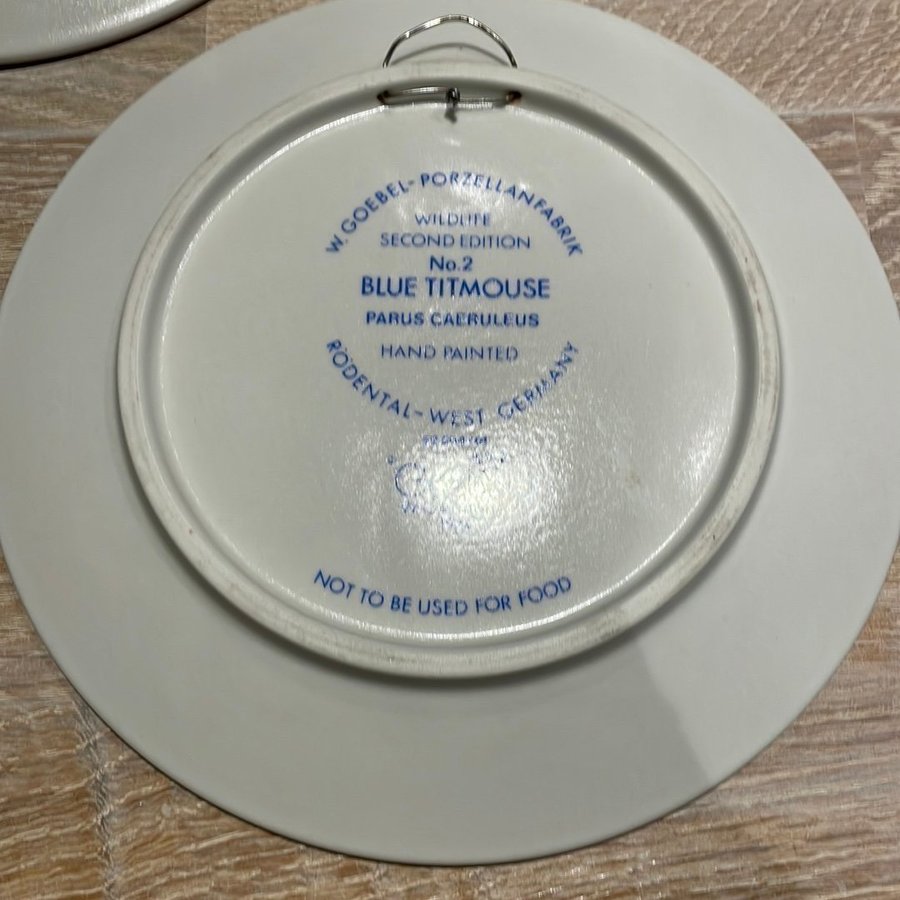 W. GOEBEL-PORZELLANFABRIK
WILDLIFE
SECOND EDITION
No.2
BLUE TITMOUSE
PARUS CAERULEUS
HAND PAINTED
RÖDENTAL-WEST GERMANY
NOT TO BE USED FOR FOOD